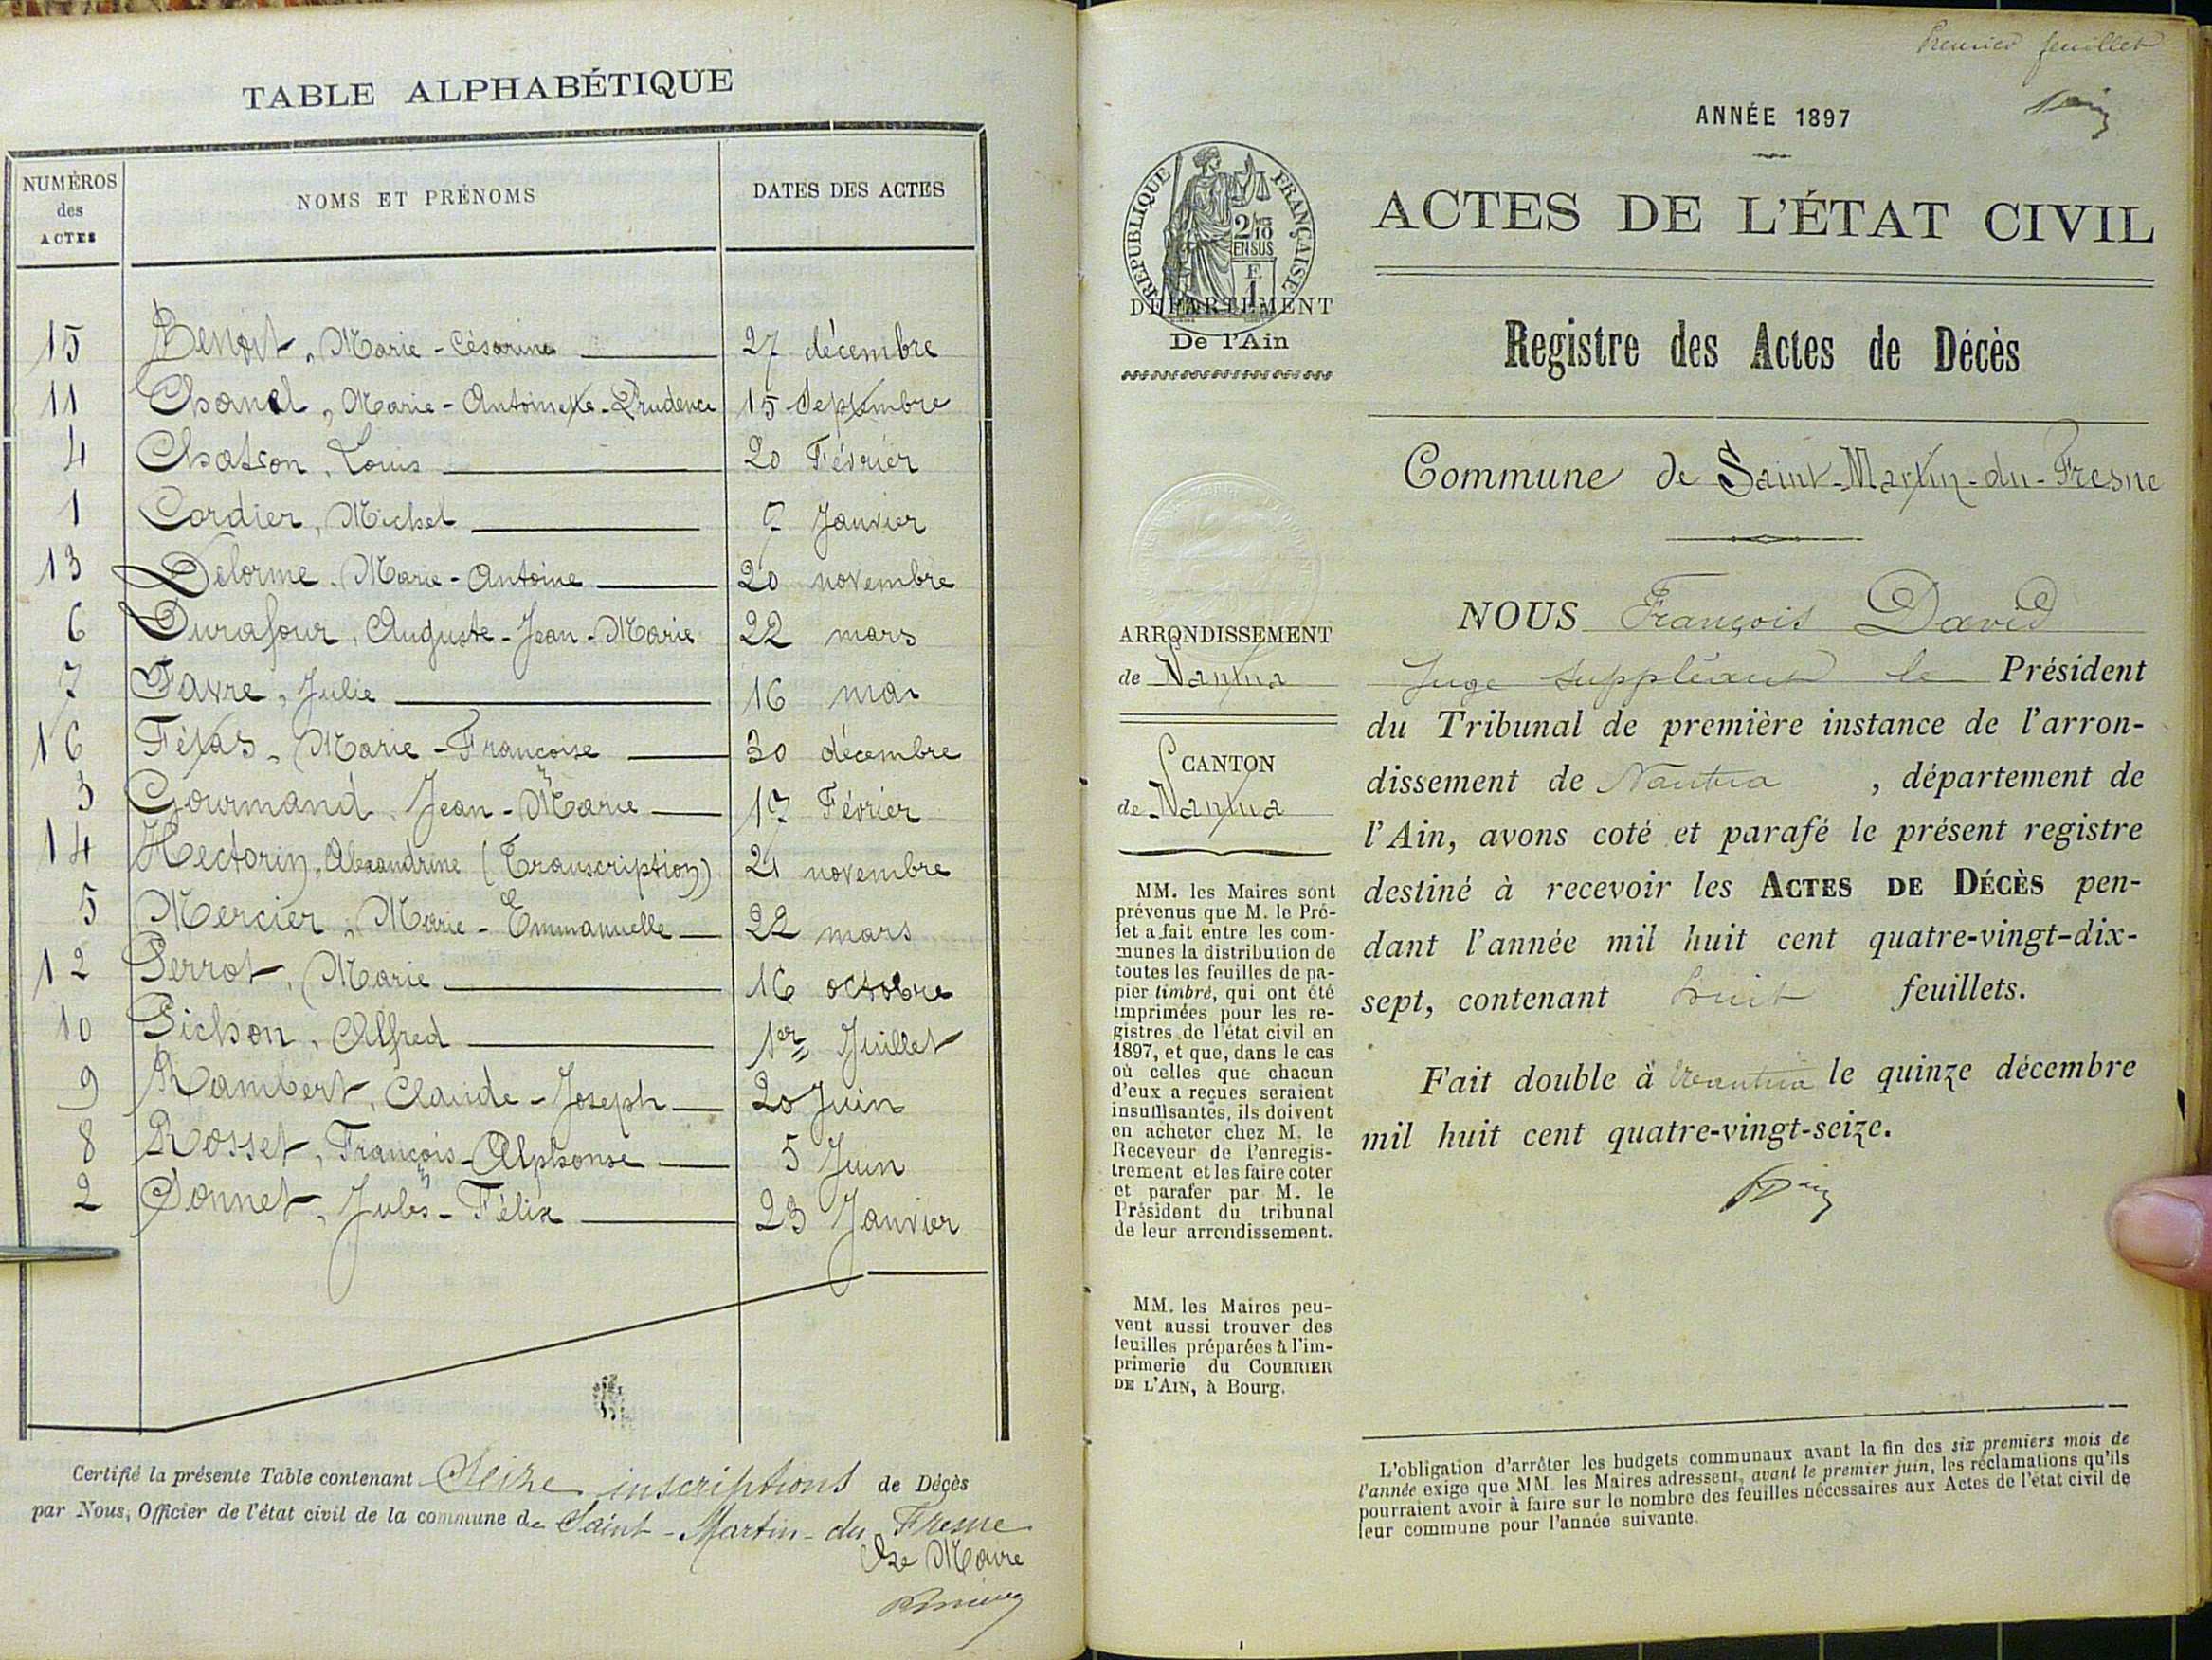 TABLE ALPHABÉTIQUE
NUMÉROS
des
ACTES
NOMS ET PRÉNOMS
DATES DES ACTES
15 Benoit, Marie-Césarine 27 décembre
11 Chanel, Marie-Antoinette-Prudence 15 Septembre
4 Chatron, Louis 20 Février
1 Cordier, Michel 7 Janvier
13 Delorme, Marie-Antoine 20 novembre
6 Durafour, Auguste-Jean-Marie 22 mars
7 Favre, Julie 16 mai
16 Fétas, Marie-Françoise 30 décembre
3 Gourmand, Jean-Marie 17 Février
14 Hectorin, Alexandrine (Transcription) 21 novembre
5 Mercier, Marie-Emmanuelle 22 mars
12 Perrot, Marie 16 octobre
10 Pichon, Alfred 1er Juillet
9 Rambert, Claude-Joseph 20 Juin
8 Rosset, François-Alphonse 5 Juin
2 Sonnet, Jules-Félix 23 Janvier
Certifié la présente Table contenant Seize inscriptions de Décès
par Nous, Officier de l'état civil de la commune de Saint-Martin-du Fresne
Le Maire
Premier feuillet
ANNÉE 1897
RÉPUBLIQUE FRANÇAISE
2/10
EN SUS
F.
1
ACTES DE L'ÉTAT CIVIL
DÉPARTEMENT
De l'Ain
Registre des Actes de Décès
Commune de Saint-Martin-du-Fresne
ARRONDISSEMENT
de Nantua
CANTON
de Nantua
MM. les Maires sont
prévenus que M. le Pré-
fet a fait entre les com-
munes la distribution de
toutes les feuilles de pa-
pier timbré, qui ont été
imprimées pour les re-
gistres de l'état civil en
1897, et que, dans le cas
où celles que chacun
d'eux a reçues seraient
insuffisantes, ils doivent
en acheter chez M. le
Receveur de l'enregis-
trement et les faire coter
et parafer par M. le
Président du tribunal
de leur arrondissement.
MM. les Maires peu-
vent aussi trouver des
feuilles préparées à l'im-
primerie du COURRIER
DE L'AIN, à Bourg.
NOUS François David
Juge suppléant le Président
du Tribunal de première instance de l'arron-
dissement de Nantua, département de
l'Ain, avons coté et parafé le présent registre
destiné à recevoir les ACTES DE DÉCÈS pen-
dant l'année mil huit cent quatre-vingt-dix-
sept, contenant huit feuillets.
Fait double à Nantua le quinze décembre
mil huit cent quatre-vingt-seize.
L'obligation d'arrêter les budgets communaux avant la fin des six premiers mois de
l'année exige que MM. les Maires adressent, avant le premier juin, les réclamations qu'ils
pourraient avoir à faire sur le nombre des feuilles nécessaires aux Actes de l'état civil de
leur commune pour l'année suivante.